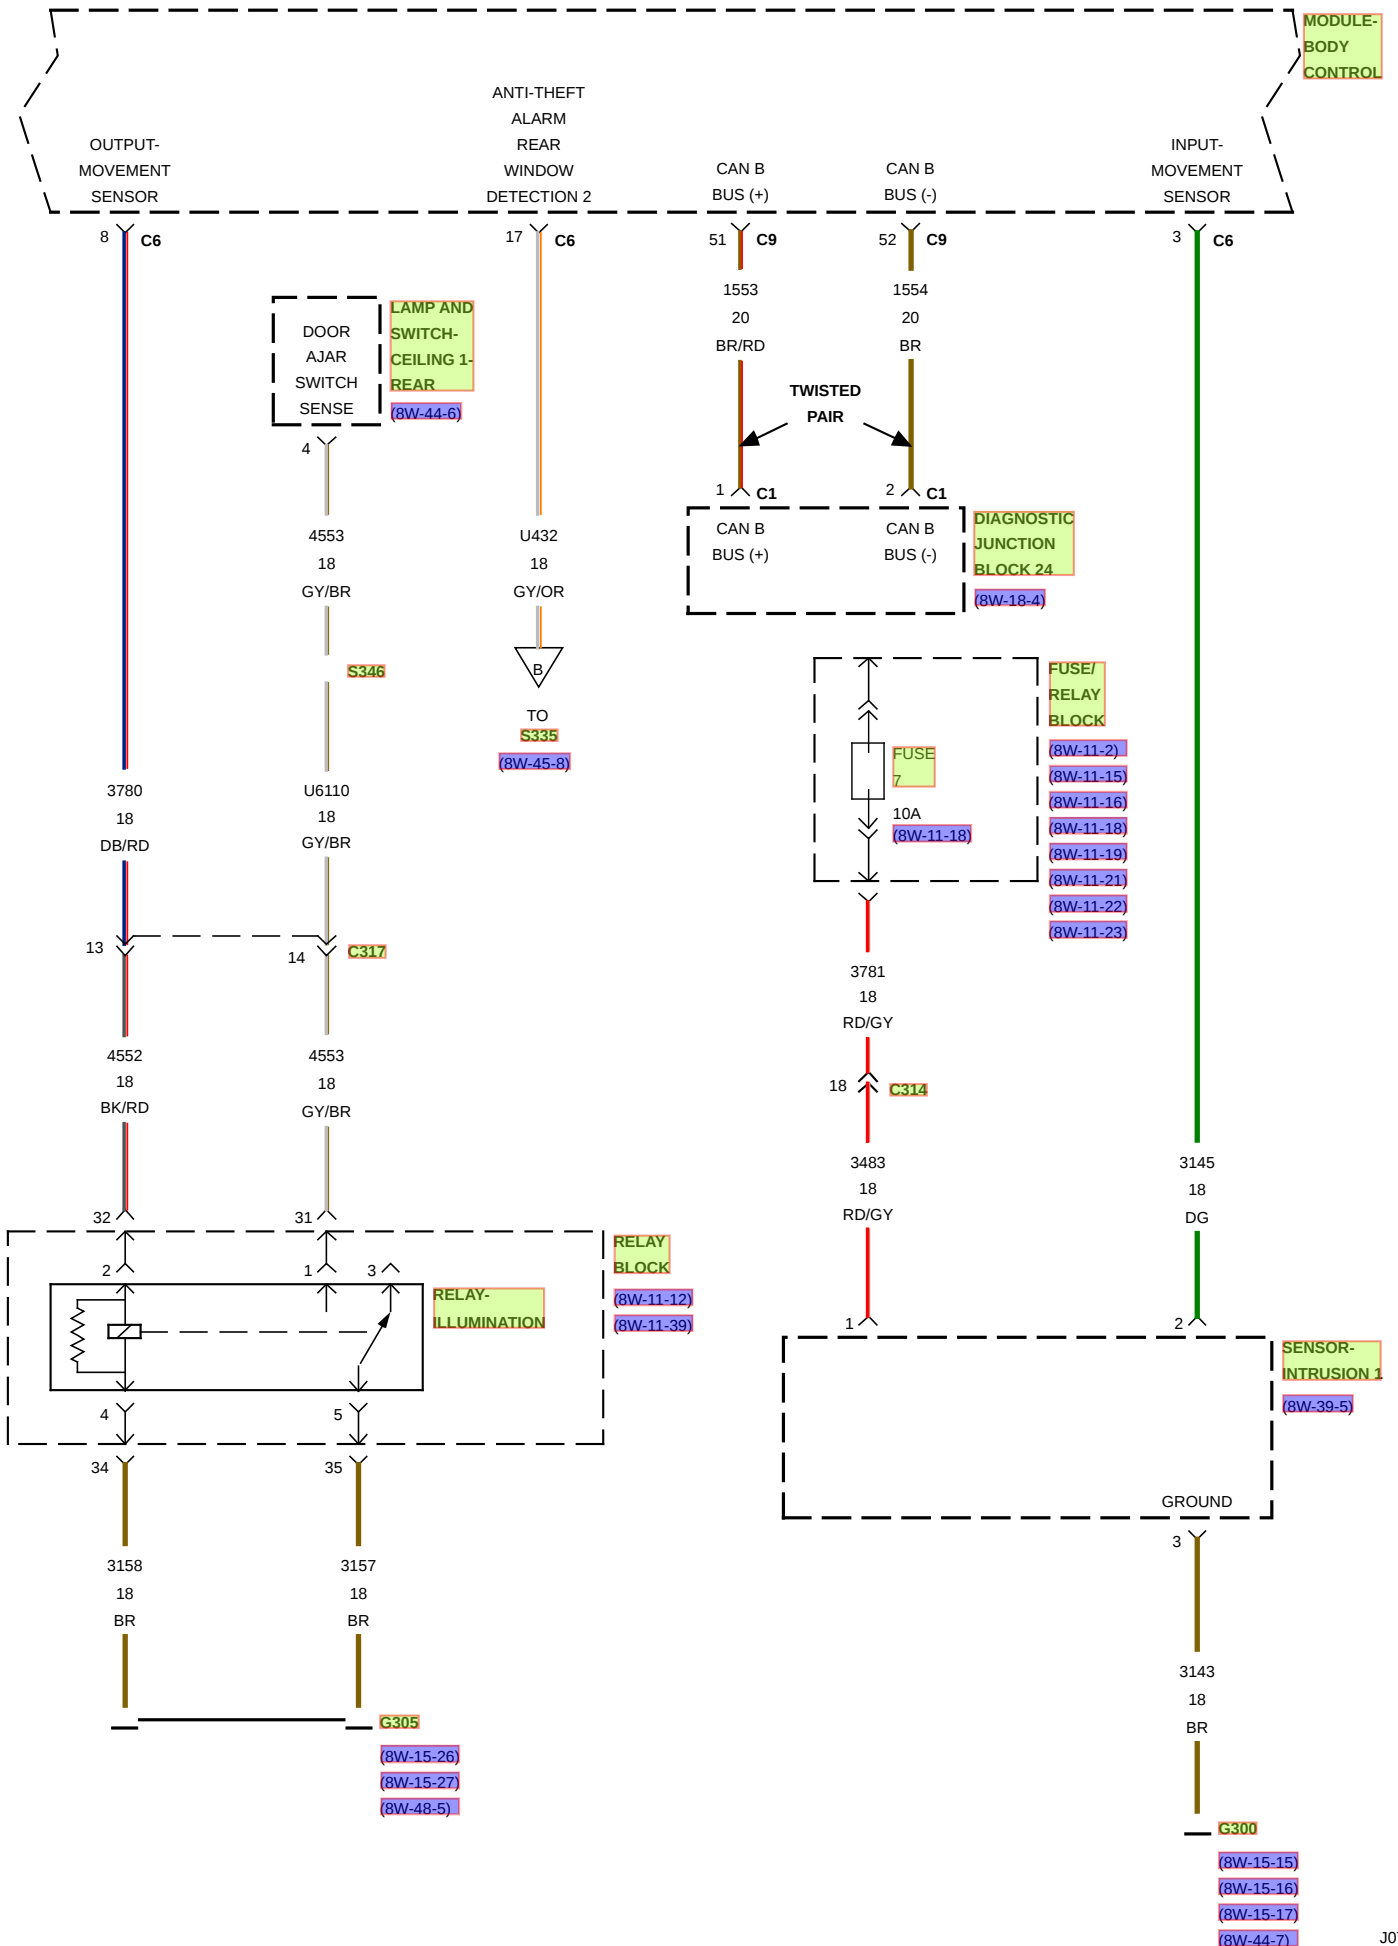 MODULE-
BODY
CONTROL
OUTPUT-
MOVEMENT
SENSOR
ANTI-THEFT
ALARM
REAR
WINDOW
DETECTION 2
CAN B
BUS (+)
CAN B
BUS (-)
INPUT-
MOVEMENT
SENSOR
8 C6
17 C6
51 C9
52 C9
3 C6
DOOR
AJAR
SWITCH
SENSE
LAMP AND
SWITCH-
CEILING 1-
REAR
(8W-44-6)
4
1553
20
BR/RD
1554
20
BR
TWISTED
PAIR
1 C1
2 C1
CAN B
BUS (+)
CAN B
BUS (-)
DIAGNOSTIC
JUNCTION
BLOCK 24
(8W-18-4)
4553
18
GY/BR
U432
18
GY/OR
S346
B
TO
S335
(8W-45-8)
FUSE/
RELAY
BLOCK
(8W-11-2)
(8W-11-15)
(8W-11-16)
(8W-11-18)
(8W-11-19)
(8W-11-21)
(8W-11-22)
(8W-11-23)
FUSE
7
10A
(8W-11-18)
3780
18
DB/RD
U6110
18
GY/BR
13
14
C317
3781
18
RD/GY
18
C314
4552
18
BK/RD
4553
18
GY/BR
3483
18
RD/GY
3145
18
DG
32
31
RELAY
BLOCK
(8W-11-12)
(8W-11-39)
2
1
3
RELAY-
ILLUMINATION
4
5
34
35
1
2
SENSOR-
INTRUSION 1
(8W-39-5)
GROUND
3
3158
18
BR
3157
18
BR
G305
(8W-15-26)
(8W-15-27)
(8W-48-5)
3143
18
BR
G300
(8W-15-15)
(8W-15-16)
(8W-15-17)
(8W-44-7)